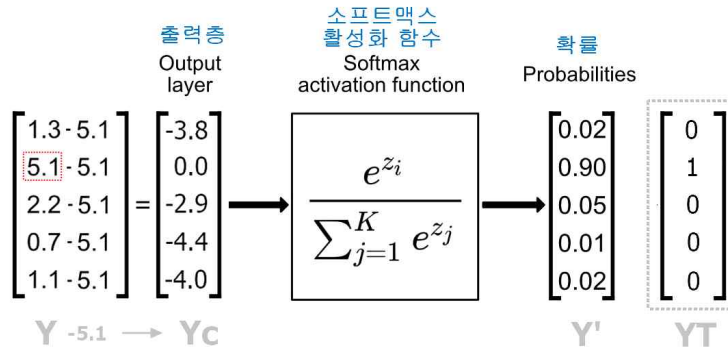 출력층
Output
layer
소프트맥스
활성화 함수
Softmax
activation function
확률
Probabilities
1.3 - 5.1
5.1 - 5.1
2.2 - 5.1
0.7 - 5.1
1.1 - 5.1
=
-3.8
0.0
-2.9
-4.4
-4.0
e^{z_i}
∑_{j=1}^{K} e^{z_j}
0.02
0.90
0.05
0.01
0.02
0
1
0
0
0
Y -5.1 → Yc
Y'
YT